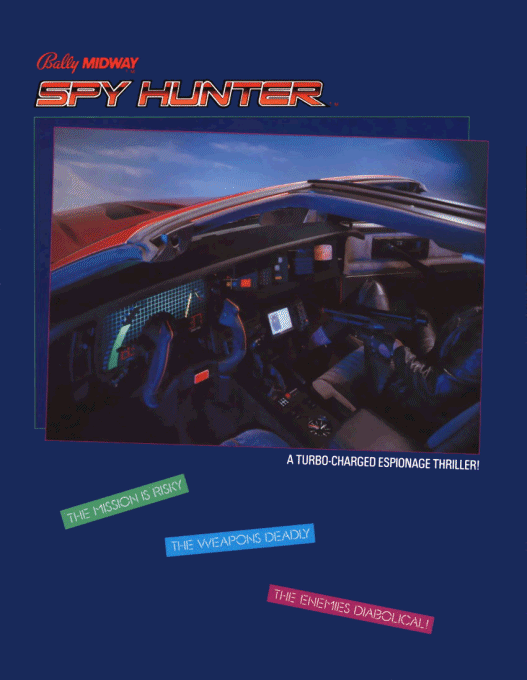 Bally MIDWAY
SPY HUNTER
A TURBO-CHARGED ESPIONAGE THRILLER!
THE MISSION IS RISKY
THE WEAPONS DEADLY
THE ENEMIES DIABOLICAL!